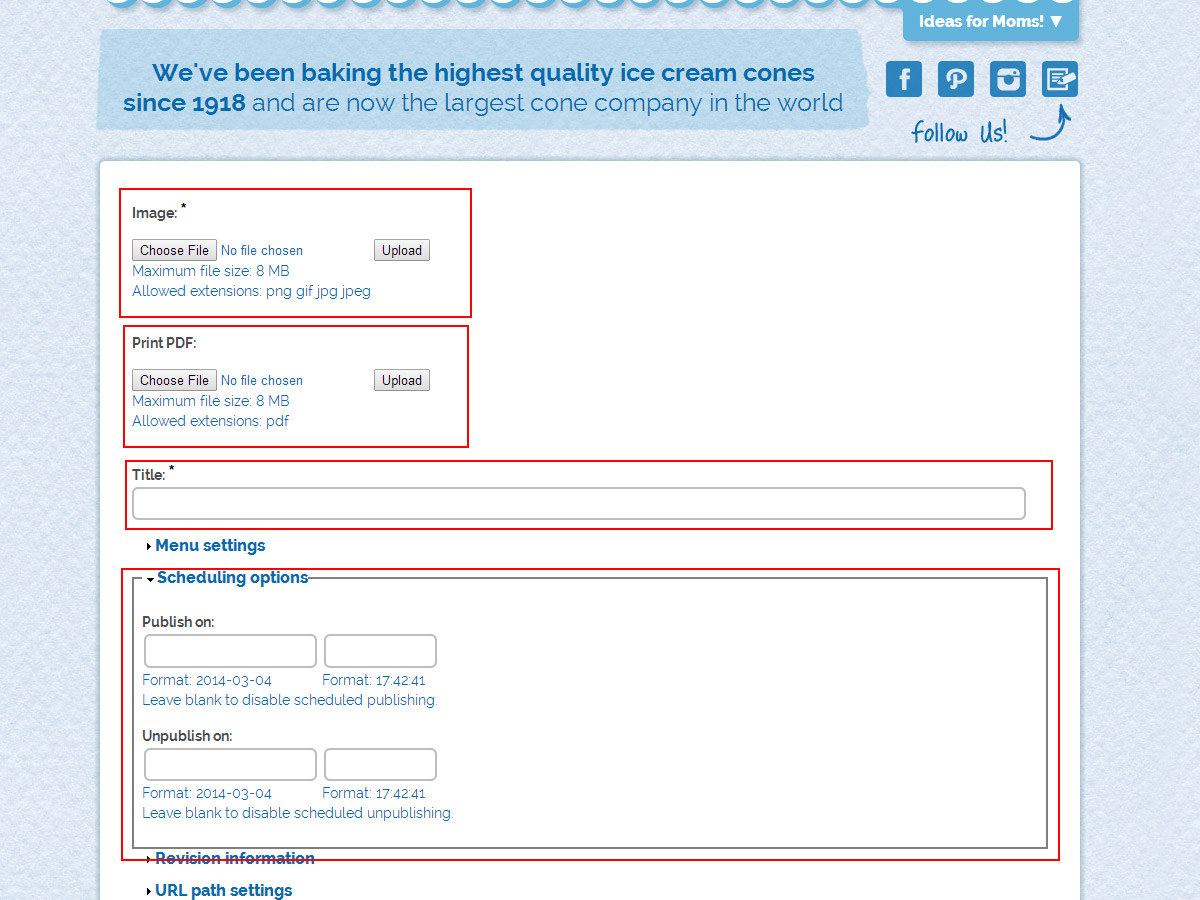 Ideas for Moms! ▼
We've been baking the highest quality ice cream cones
since 1918 and are now the largest cone company in the world
follow Us!
Image: *
Choose File No file chosen Upload
Maximum file size: 8 MB
Allowed extensions: png gif jpg jpeg
Print PDF:
Choose File No file chosen Upload
Maximum file size: 8 MB
Allowed extensions: pdf
Title: *
Menu settings
Scheduling options
Publish on:
Format: 2014-03-04 Format: 17:42:41
Leave blank to disable scheduled publishing.
Unpublish on:
Format: 2014-03-04 Format: 17:42:41
Leave blank to disable scheduled unpublishing.
Revision information
URL path settings